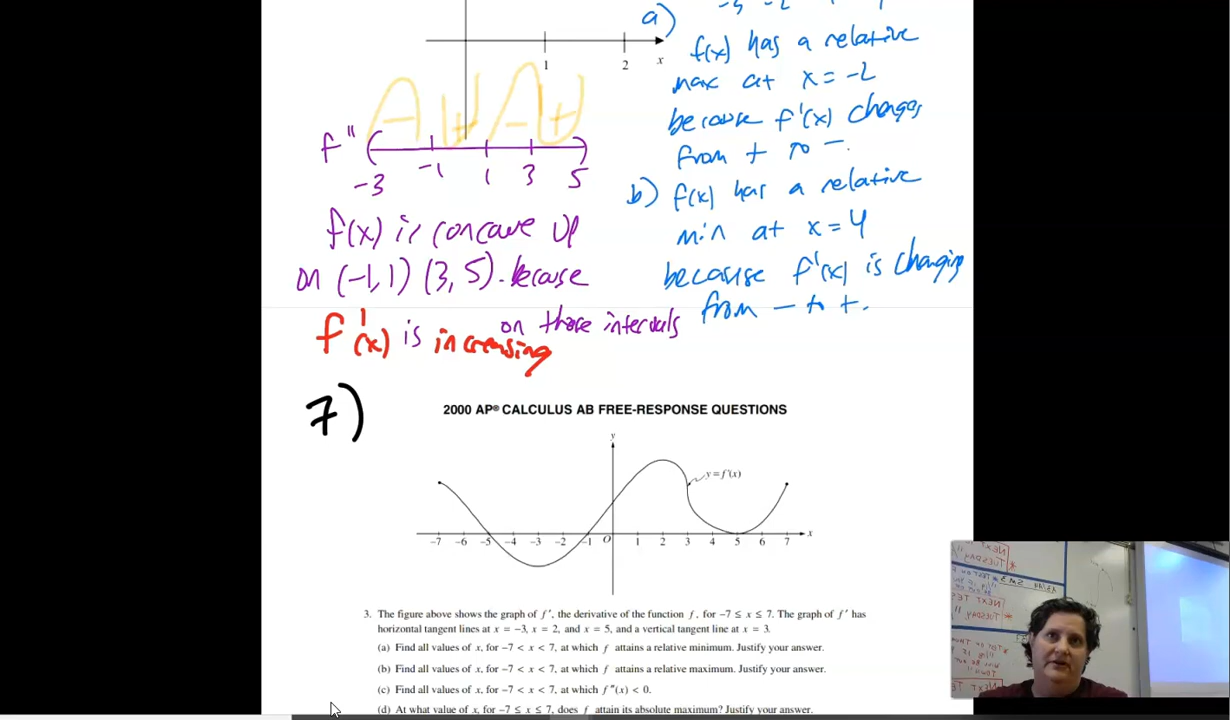 1 2 x
f" -3 -1 1 3 5
f(x) is concave up
on (-1,1) (3,5). because
f'(x) is increasing on those intervals
a)
f(x) has a relative
max at x = -2
because f'(x) changes
from + to -.
b) f(x) has a relative
min at x = 4
because f'(x) is changing
from - to +.
7)
2000 AP® CALCULUS AB FREE-RESPONSE QUESTIONS
y
y = f'(x)
-7 -6 -5 -4 -3 -2 -1 O 1 2 3 4 5 6 7 x
3. The figure above shows the graph of f', the derivative of the function f, for -7 ≤ x ≤ 7. The graph of f' has
horizontal tangent lines at x = -3, x = 2, and x = 5, and a vertical tangent line at x = 3.
(a) Find all values of x, for -7 < x < 7, at which f attains a relative minimum. Justify your answer.
(b) Find all values of x, for -7 < x < 7, at which f attains a relative maximum. Justify your answer.
(c) Find all values of x, for -7 < x < 7, at which f"(x) < 0.
(d) At what value of x, for -7 ≤ x ≤ 7, does f attain its absolute maximum? Justify your answer.
NEXT
TUESDAY